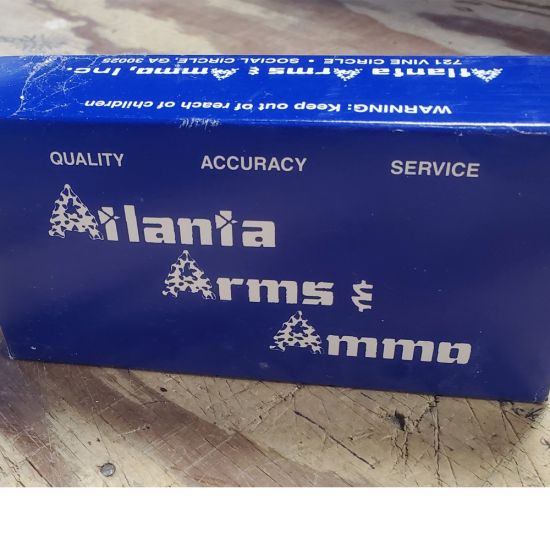 Atlanta Arms & Ammo, Inc.
721 VINE CIRCLE • SOCIAL CIRCLE, GA 30025
WARNING: Keep out of reach of children
QUALITY ACCURACY SERVICE
Atlanta
Arms &
Ammo